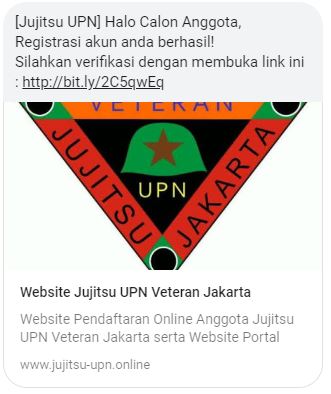 [Jujitsu UPN] Halo Calon Anggota,
Registrasi akun anda berhasil!
Silahkan verifikasi dengan membuka link ini
: http://bit.ly/2C5qwEq
VETERAN
JUJITSU
UPN
JAKARTA
Website Jujitsu UPN Veteran Jakarta
Website Pendaftaran Online Anggota Jujitsu
UPN Veteran Jakarta serta Website Portal
www.jujitsu-upn.online